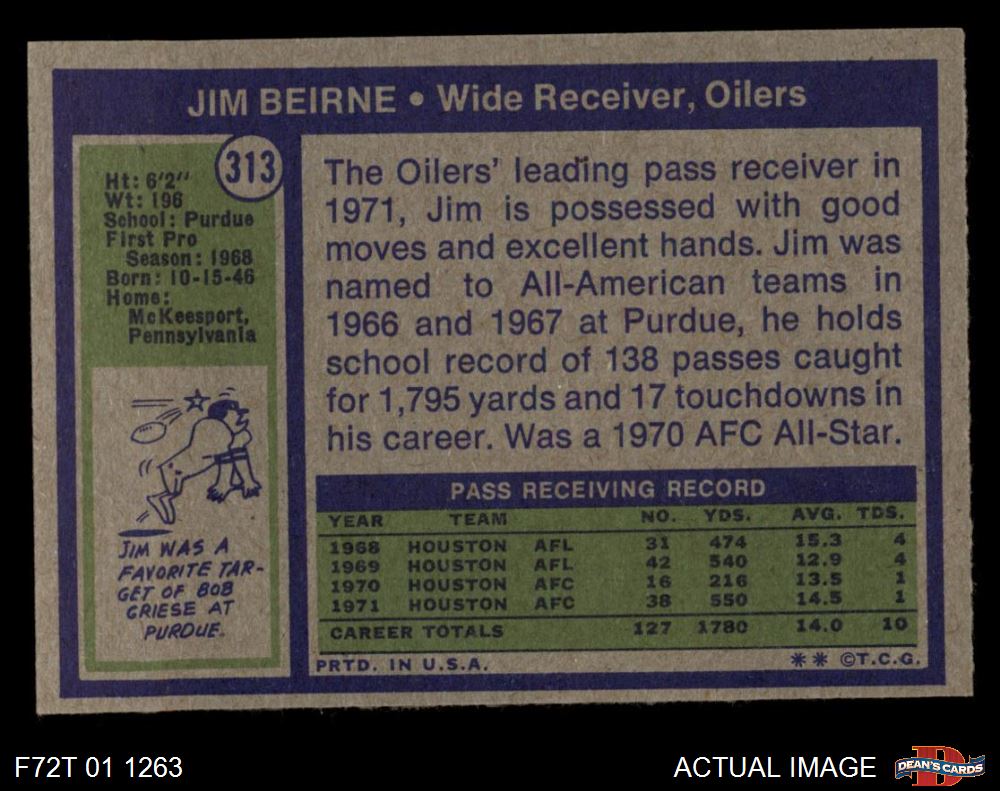 JIM BEIRNE • Wide Receiver, Oilers
313
Ht: 6'2"
Wt: 196
School: Purdue
First Pro
Season: 1968
Born: 10-15-46
Home:
McKeesport,
Pennsylvania
JIM WAS A
FAVORITE TAR-
GET OF BOB
GRIESE AT
PURDUE.
The Oilers' leading pass receiver in
1971, Jim is possessed with good
moves and excellent hands. Jim was
named to All-American teams in
1966 and 1967 at Purdue, he holds
school record of 138 passes caught
for 1,795 yards and 17 touchdowns in
his career. Was a 1970 AFC All-Star.
PASS RECEIVING RECORD
YEAR TEAM NO. YDS. AVG. TDS.
1968 HOUSTON AFL 31 474 15.3 4
1969 HOUSTON AFL 42 540 12.9 4
1970 HOUSTON AFC 16 216 13.5 1
1971 HOUSTON AFC 38 550 14.5 1
CAREER TOTALS 127 1780 14.0 10
PRTD. IN U.S.A. ** ©T.C.G.
F72T 01 1263
ACTUAL IMAGE
D
DEAN'S CARDS